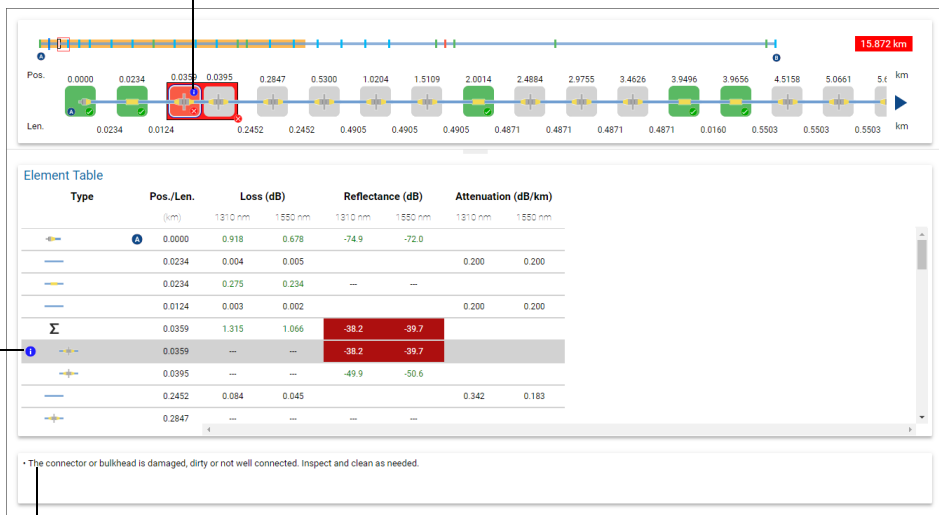 A
B
15.872 km
Pos. 0.0000 0.0234 0.0359 0.0395 0.2847 0.5300 1.0204 1.5109 2.0014 2.4884 2.9755 3.4626 3.9496 3.9656 4.5158 5.0661 5.6 km
i
A
Len. 0.0234 0.0124 0.2452 0.2452 0.4905 0.4905 0.4905 0.4871 0.4871 0.4871 0.4871 0.0160 0.5503 0.5503 0.5503 km
Element Table
Type Pos./Len. Loss (dB) Reflectance (dB) Attenuation (dB/km)
(km) 1310 nm 1550 nm 1310 nm 1550 nm 1310 nm 1550 nm
A 0.0000 0.918 0.678 -74.9 -72.0
0.0234 0.004 0.005 0.200 0.200
0.0234 0.275 0.234 --- ---
0.0124 0.003 0.002 0.200 0.200
Σ 0.0359 1.315 1.066 -38.2 -39.7
i 0.0359 --- --- -38.2 -39.7
0.0395 --- --- -49.9 -50.6
0.2452 0.084 0.045 0.342 0.183
0.2847 --- --- --- ---
• The connector or bulkhead is damaged, dirty or not well connected. Inspect and clean as needed.